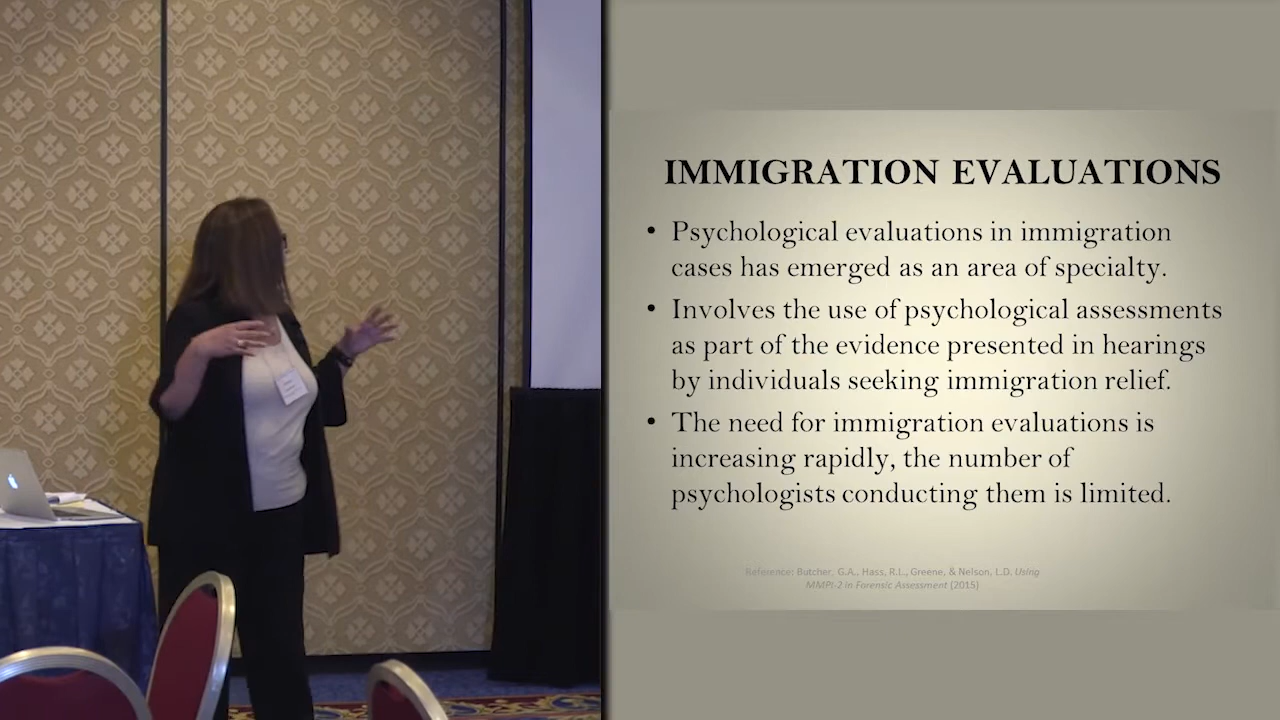 IMMIGRATION EVALUATIONS
• Psychological evaluations in immigration
cases has emerged as an area of specialty.
• Involves the use of psychological assessments
as part of the evidence presented in hearings
by individuals seeking immigration relief.
• The need for immigration evaluations is
increasing rapidly, the number of
psychologists conducting them is limited.
Reference: Butcher, G.A., Hass, R.L., Greene, & Nelson, L.D. Using
MMPI-2 in Forensic Assessment (2015)